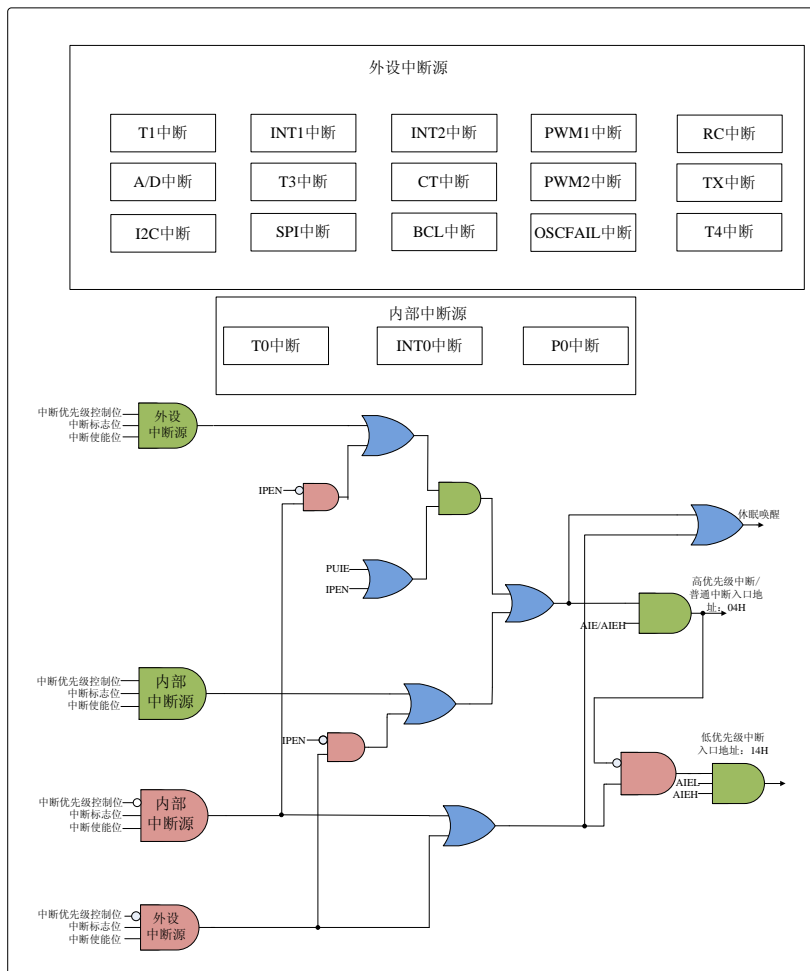 外设中断源
T1中断
INT1中断
INT2中断
PWM1中断
RC中断
A/D中断
T3中断
CT中断
PWM2中断
TX中断
I2C中断
SPI中断
BCL中断
OSCFAIL中断
T4中断
内部中断源
T0中断
INT0中断
P0中断
中断优先级控制位
中断标志位
中断使能位
外设
中断源
IPEN
PUIE
IPEN
休眠唤醒
高优先级中断/
普通中断入口地
址：04H
AIE/AIEH
中断优先级控制位
中断标志位
中断使能位
内部
中断源
IPEN
低优先级中断
入口地址：14H
AIEL
AIEH
中断优先级控制位
中断标志位
中断使能位
内部
中断源
中断优先级控制位
中断标志位
中断使能位
外设
中断源